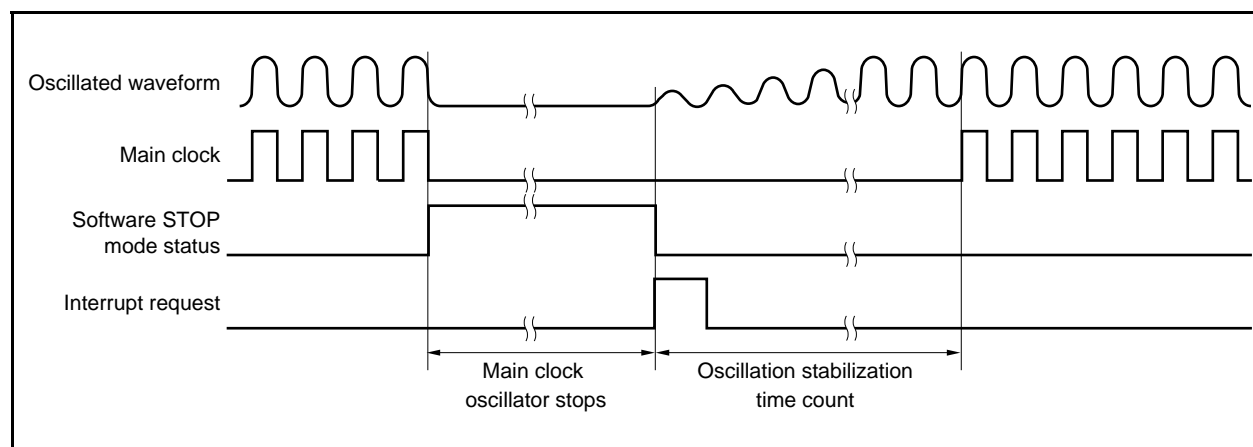 Oscillated waveform
Main clock
Software STOP
mode status
Interrupt request
Main clock
oscillator stops
Oscillation stabilization
time count